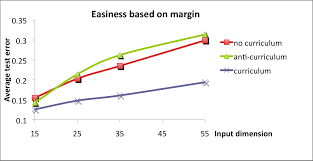 Easiness based on margin
Average test error
0.35
0.3
0.25
0.2
0.15
0.1
15
25
35
55
Input dimension
no curriculum
anti-curriculum
curriculum